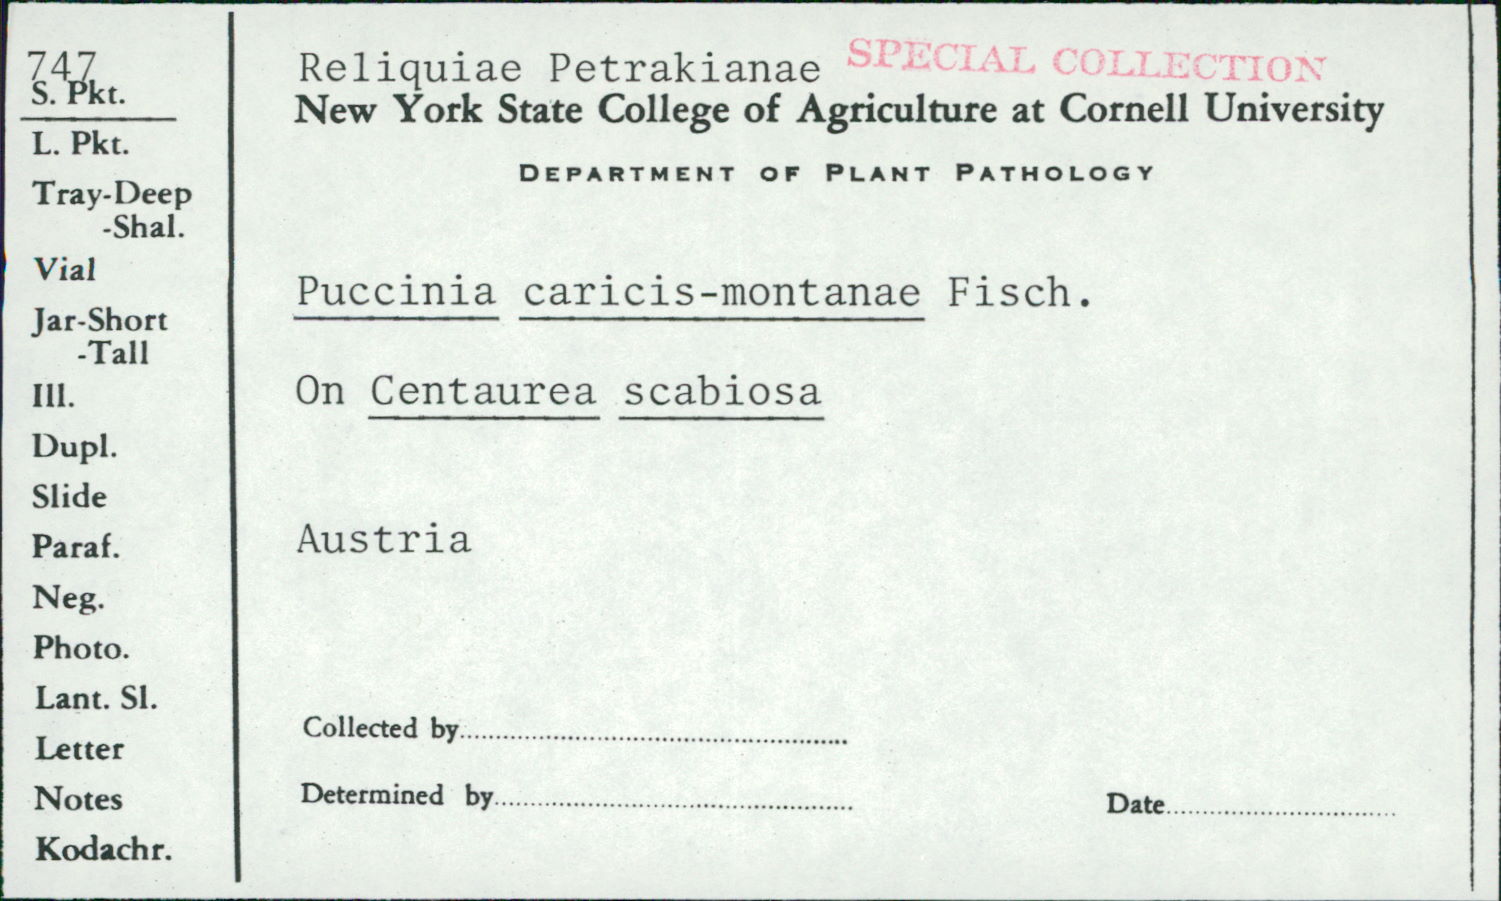 747
S. Pkt.
L. Pkt.
Tray-Deep
-Shal.
Vial
Jar-Short
-Tall
Ill.
Dupl.
Slide
Paraf.
Neg.
Photo.
Lant. Sl.
Letter
Notes
Kodachr.
Reliquiae Petrakianae SPECIAL COLLECTION
New York State College of Agriculture at Cornell University
DEPARTMENT OF PLANT PATHOLOGY
Puccinia caricis-montanae Fisch.
On Centaurea scabiosa
Austria
Collected by
Determined by
Date